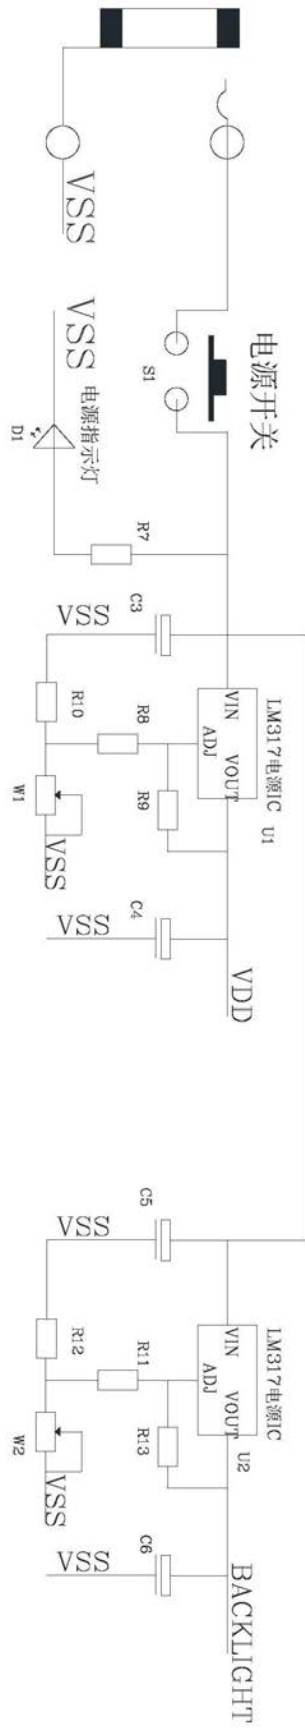 VSS
电源开关
S1
VSS
电源指示灯
D1
R7
C3
VSS
LM317电源IC
U1
VIN
VOUT
ADJ
R8
R9
R10
W1
VSS
C4
VSS
VDD
C5
VSS
LM317电源IC
U2
VIN
VOUT
ADJ
R11
R13
R12
W2
VSS
C6
VSS
BACKLIGHT